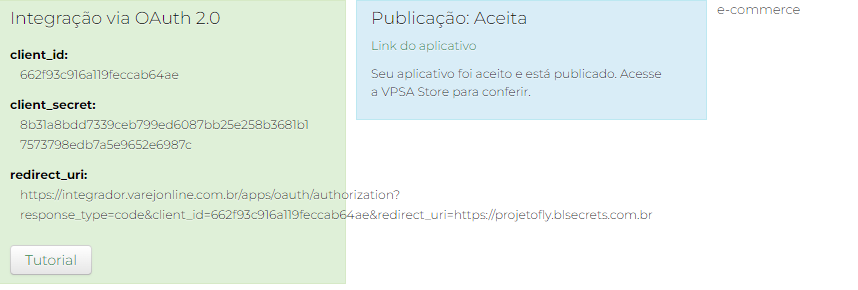 Integração via OAuth 2.0
client_id:
662f93c916a119feccab64ae
client_secret:
8b31a8bdd7339ceb799ed6087bb25e258b3681b1
7573798edb7a5e9652e6987c
redirect_uri:
https://integrador.varejonline.com.br/apps/oauth/authorization?
response_type=code&client_id=662f93c916a119feccab64ae&redirect_uri=https://projetofly.blsecrets.com.br
Tutorial
Publicação: Aceita
Link do aplicativo
Seu aplicativo foi aceito e está publicado. Acesse
a VPSA Store para conferir.
e-commerce